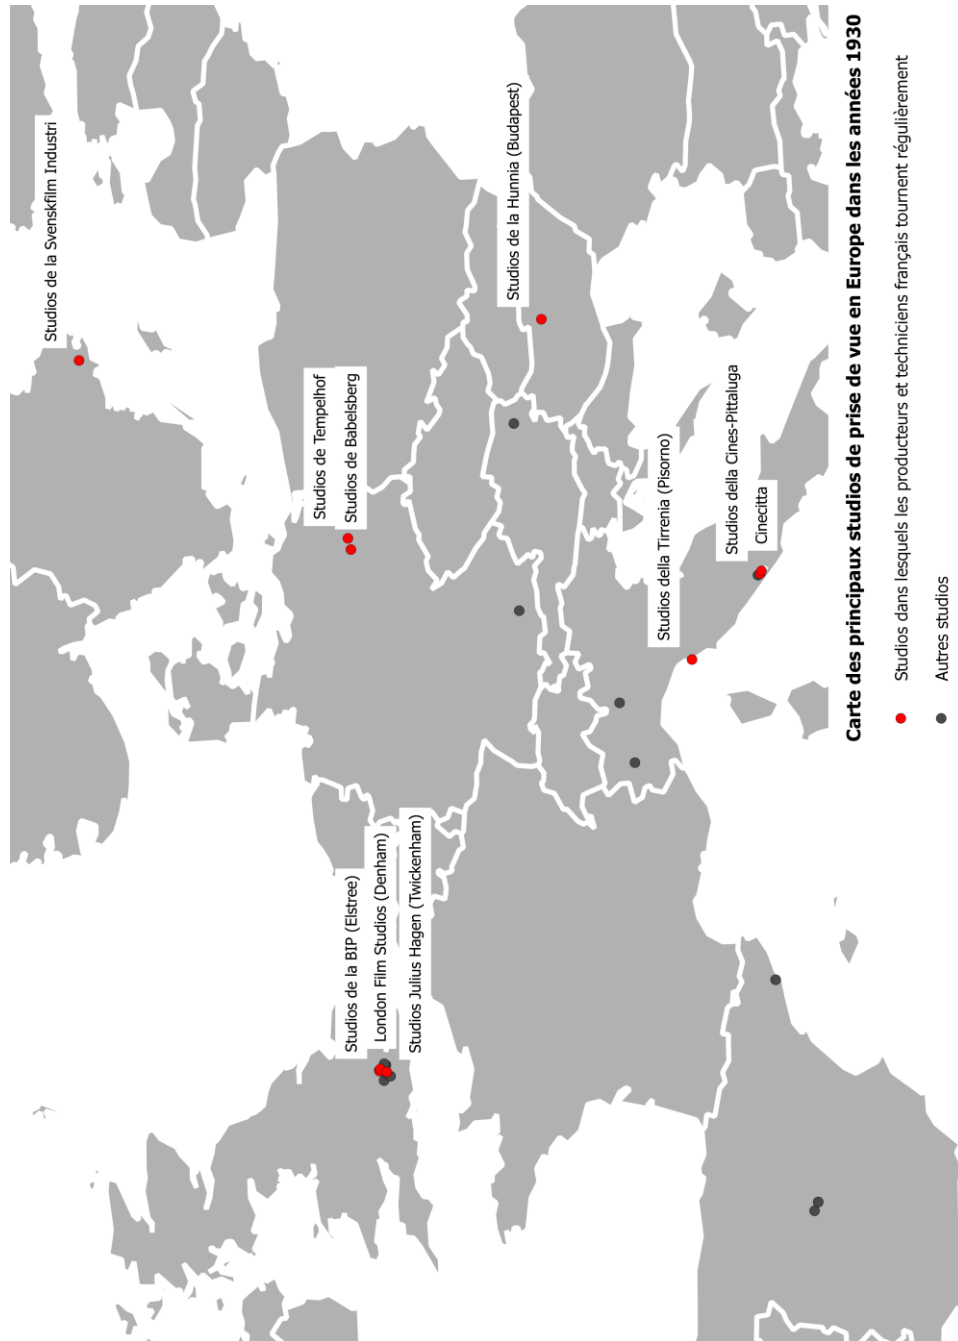 Studios de la Svenskfilm Industri
Studios de Tempelhof
Studios de Babelsberg
Studios de la BIP (Elstree)
London Film Studios (Denham)
Studios Julius Hagen (Twickenham)
Studios de la Hunnia (Budapest)
Studios della Tirrenia (Pisorno)
Studios della Cines-Pittaluga
Cinecitta
Carte des principaux studios de prise de vue en Europe dans les années 1930
Studios dans lesquels les producteurs et techniciens français tournent régulièrement
Autres studios